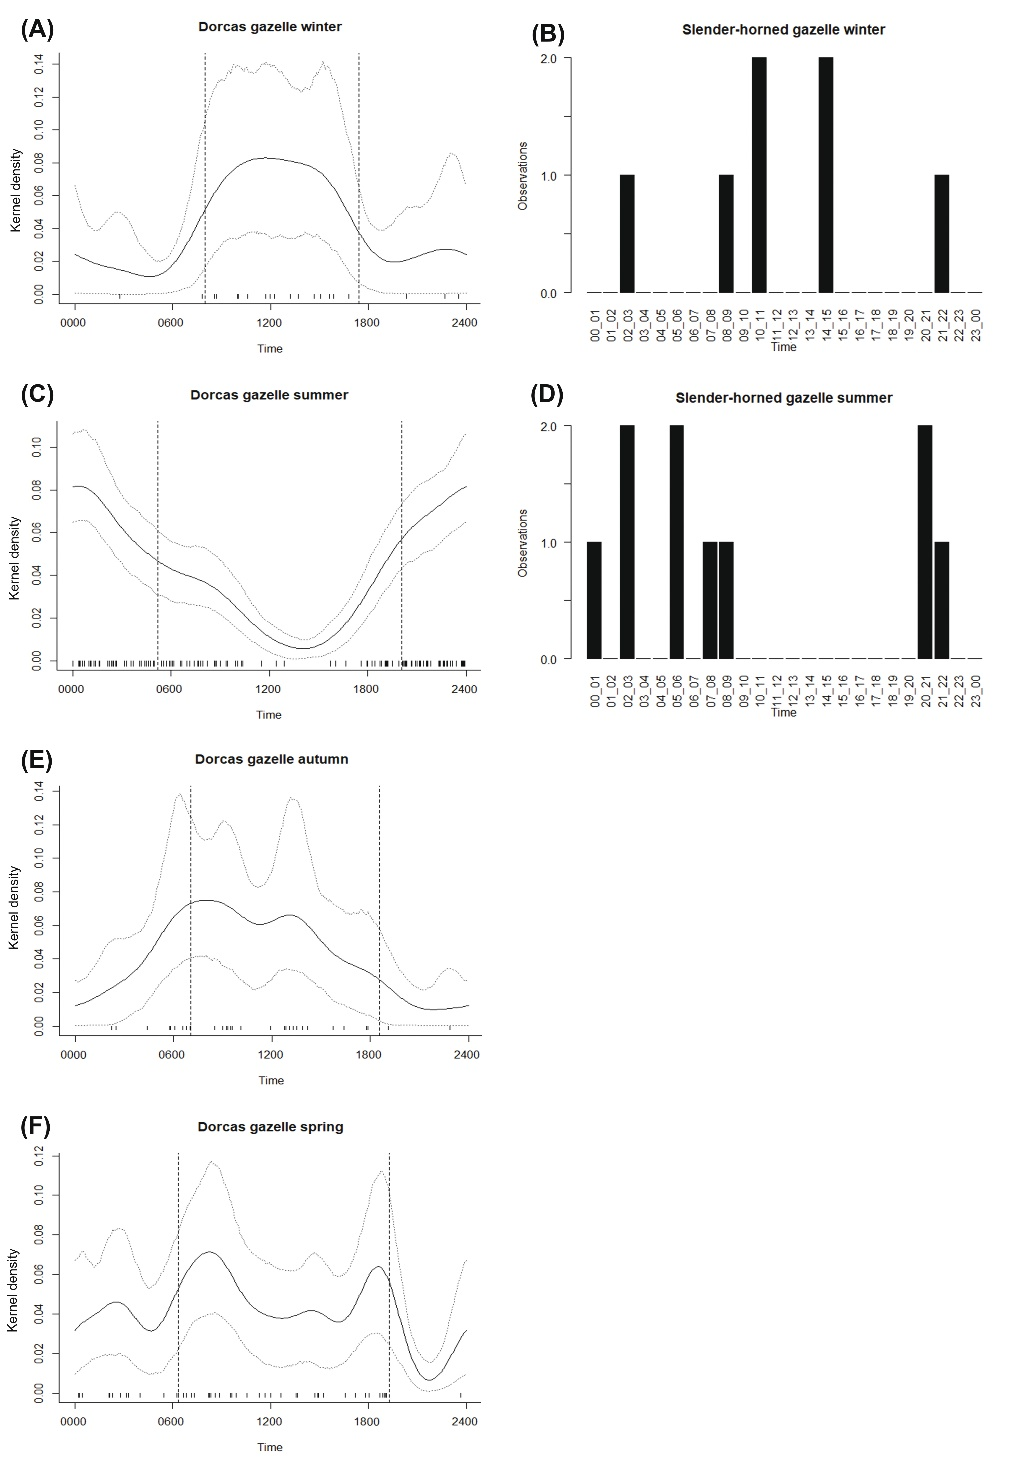 (A)
Dorcas gazelle winter
Kernel density
0.14
0.12
0.10
0.08
0.06
0.04
0.02
0.00
0000 0600 1200 1800 2400
Time
(B)
Slender-horned gazelle winter
Observations
2.0
1.0
0.0
00_01 01_02 02_03 03_04 04_05 05_06 06_07 07_08 08_09 09_10 10_11 11_12 12_13 13_14 14_15 15_16 16_17 17_18 18_19 19_20 20_21 21_22 22_23 23_00
Time
(C)
Dorcas gazelle summer
Kernel density
0.10
0.08
0.06
0.04
0.02
0.00
0000 0600 1200 1800 2400
Time
(D)
Slender-horned gazelle summer
Observations
2.0
1.0
0.0
00_01 01_02 02_03 03_04 04_05 05_06 06_07 07_08 08_09 09_10 10_11 11_12 12_13 13_14 14_15 15_16 16_17 17_18 18_19 19_20 20_21 21_22 22_23 23_00
Time
(E)
Dorcas gazelle autumn
Kernel density
0.14
0.12
0.10
0.08
0.06
0.04
0.02
0.00
0000 0600 1200 1800 2400
Time
(F)
Dorcas gazelle spring
Kernel density
0.12
0.10
0.08
0.06
0.04
0.02
0.00
0000 0600 1200 1800 2400
Time